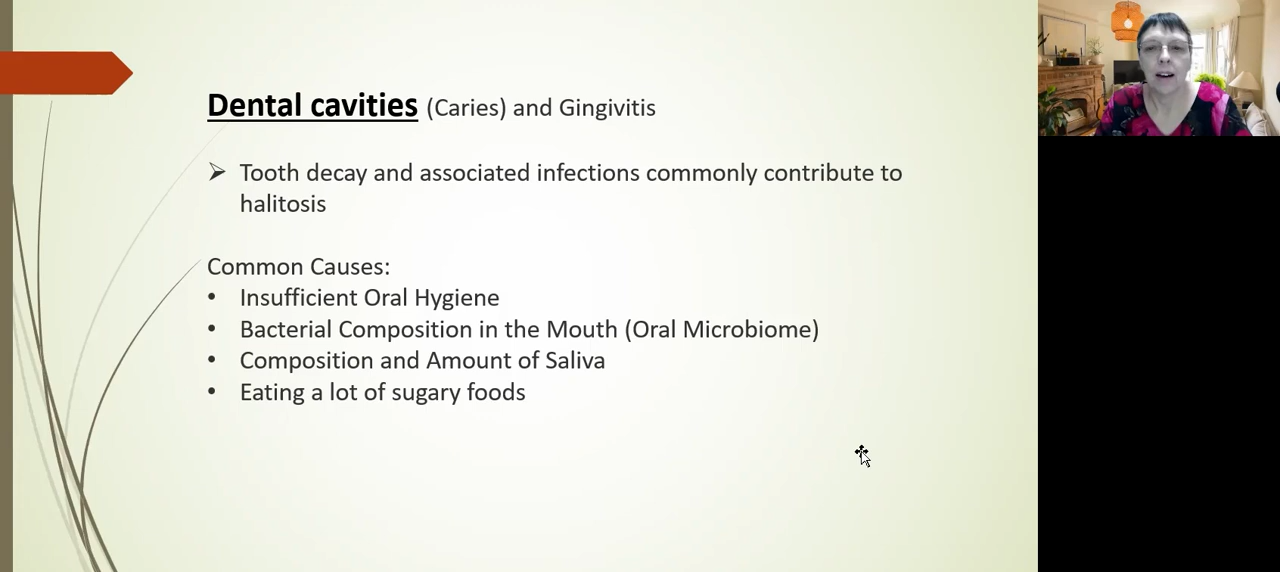 Dental cavities (Caries) and Gingivitis
➢ Tooth decay and associated infections commonly contribute to
halitosis
Common Causes:
• Insufficient Oral Hygiene
• Bacterial Composition in the Mouth (Oral Microbiome)
• Composition and Amount of Saliva
• Eating a lot of sugary foods